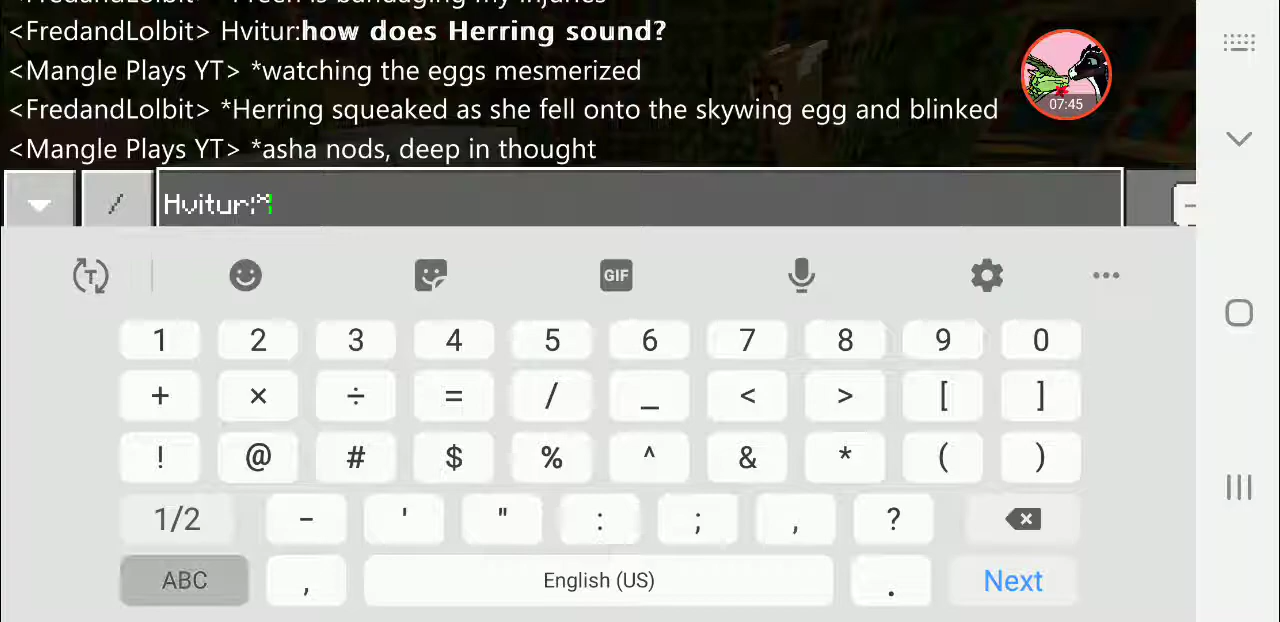 <FredandLolbit> Hvitur:how does Herring sound?
<Mangle Plays YT> *watching the eggs mesmerized
<FredandLolbit> *Herring squeaked as she fell onto the skywing egg and blinked
07:45
<Mangle Plays YT> *asha nods, deep in thought
/ Hvitur:*
T GIF
1 2 3 4 5 6 7 8 9 0
+ × ÷ = / _ < > [ ]
! @ # $ % ^ & * ( )
1/2 - ' " : ; , ?
ABC , English (US) . Next